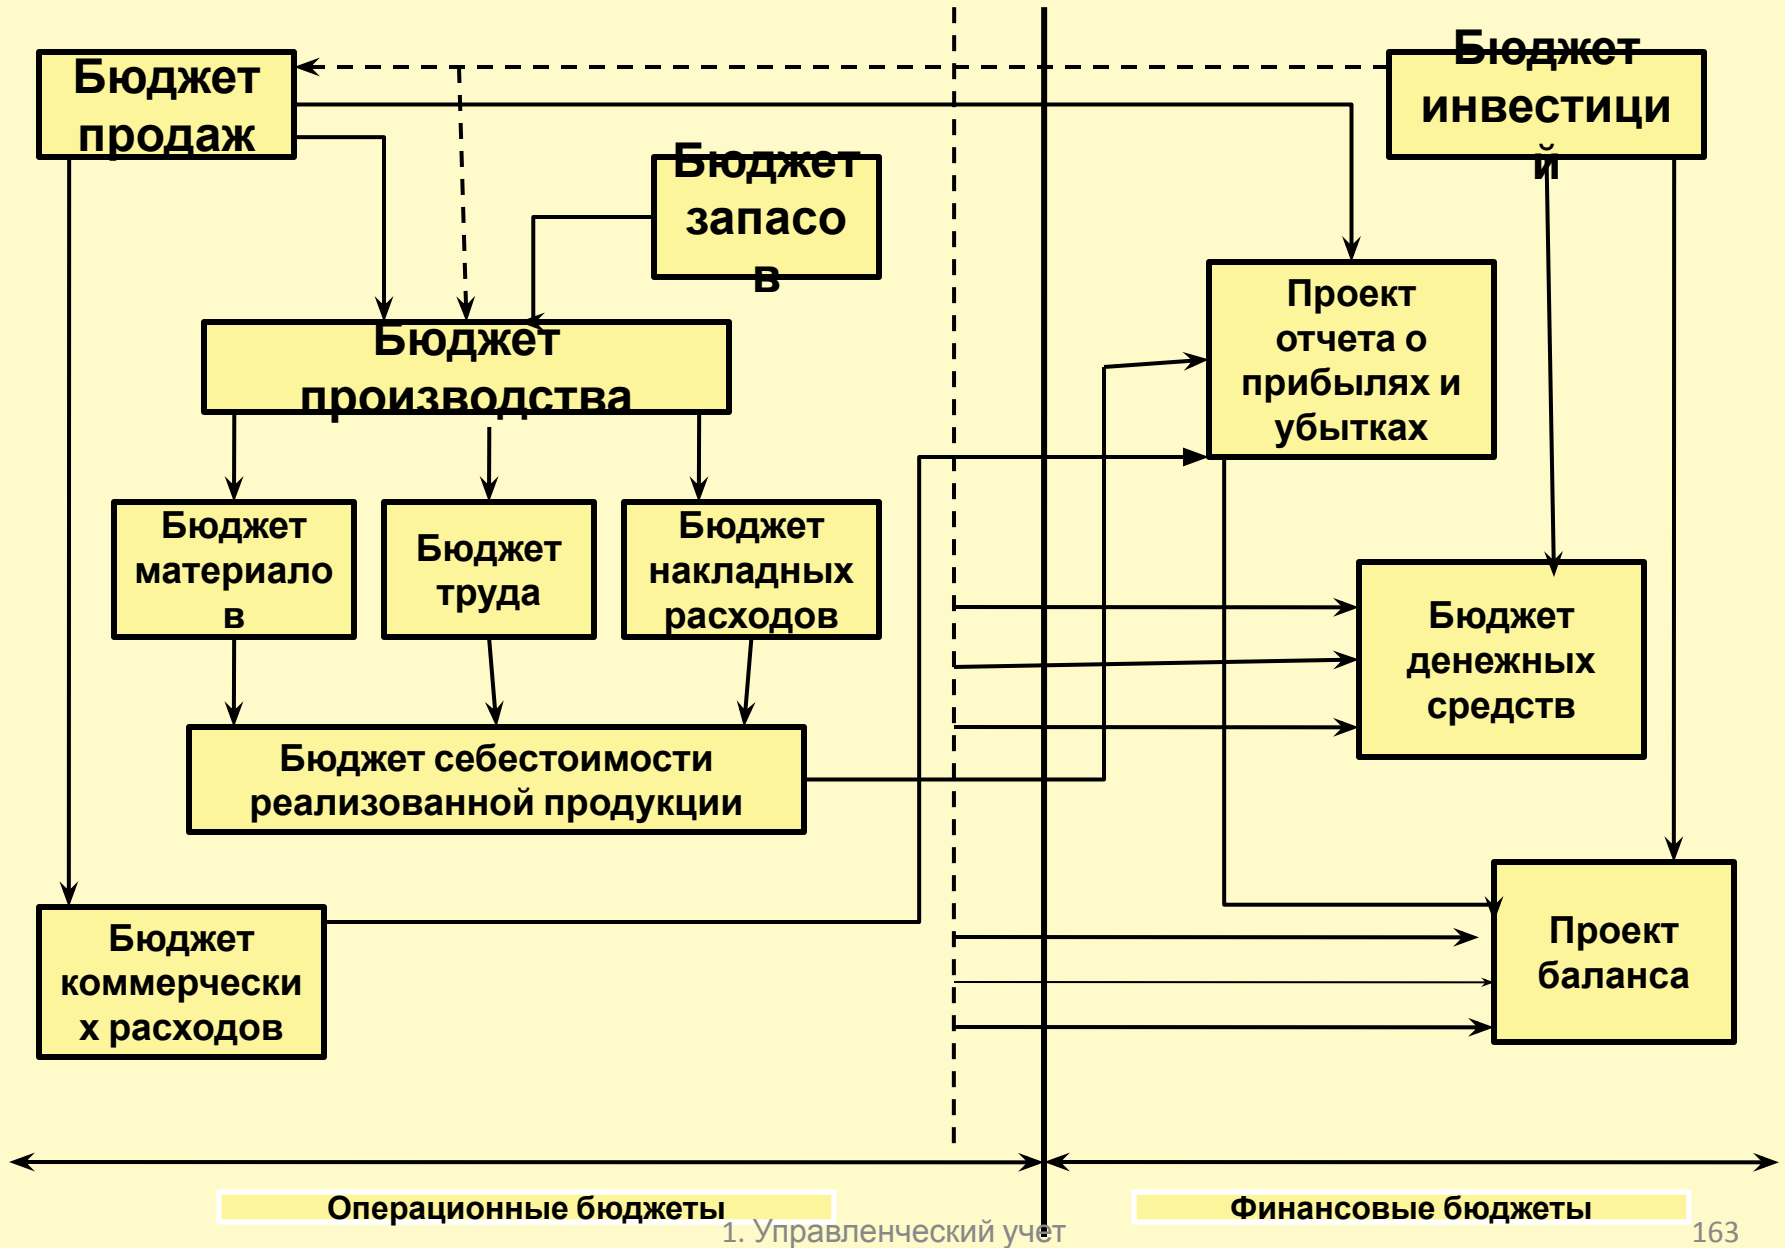 Бюджет
продаж
Бюджет
инвестици
й
Бюджет
запасо
в
Проект
отчета о
прибылях и
убытках
Бюджет
производства
Бюджет
материало
в
Бюджет
труда
Бюджет
накладных
расходов
Бюджет
денежных
средств
Бюджет себестоимости
реализованной продукции
Бюджет
коммерчески
х расходов
Проект
баланса
Операционные бюджеты
Финансовые бюджеты
1. Управленческий учет
163